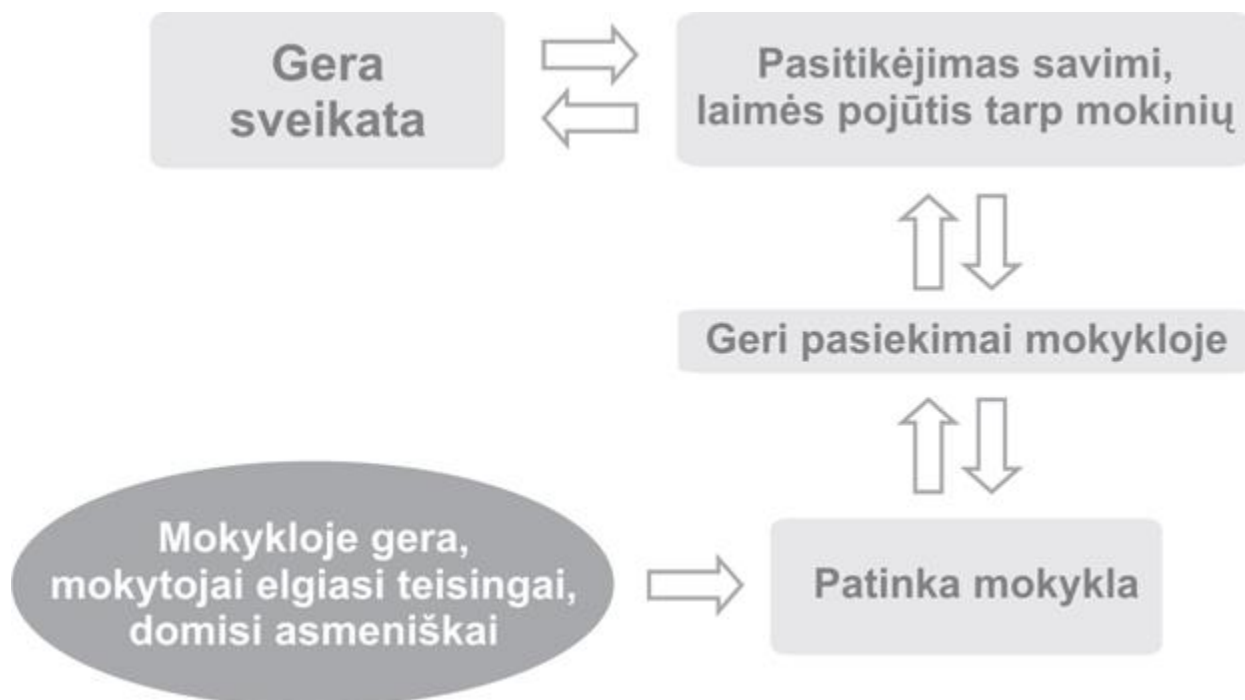 Gera
sveikata
Pasitikėjimas savimi,
laimės pojūtis tarp mokinių
Geri pasiekimai mokykloje
Mokykloje gera,
mokytojai elgiasi teisingai,
domisi asmeniškai
Patinka mokykla